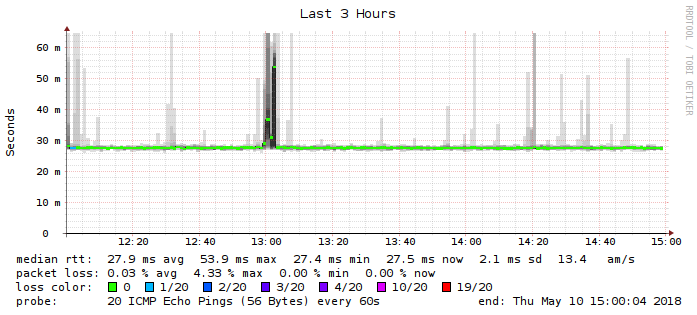 Last 3 Hours
RRDTOOL / TOBI OETIKER
Seconds
60 m
50 m
40 m
30 m
20 m
10 m
0
12:20 12:40 13:00 13:20 13:40 14:00 14:20 14:40 15:00
median rtt: 27.9 ms avg 53.9 ms max 27.4 ms min 27.5 ms now 2.1 ms sd 13.4 am/s
packet loss: 0.03 % avg 4.33 % max 0.00 % min 0.00 % now
loss color: 0 1/20 2/20 3/20 4/20 10/20 19/20
probe: 20 ICMP Echo Pings (56 Bytes) every 60s end: Thu May 10 15:00:04 2018